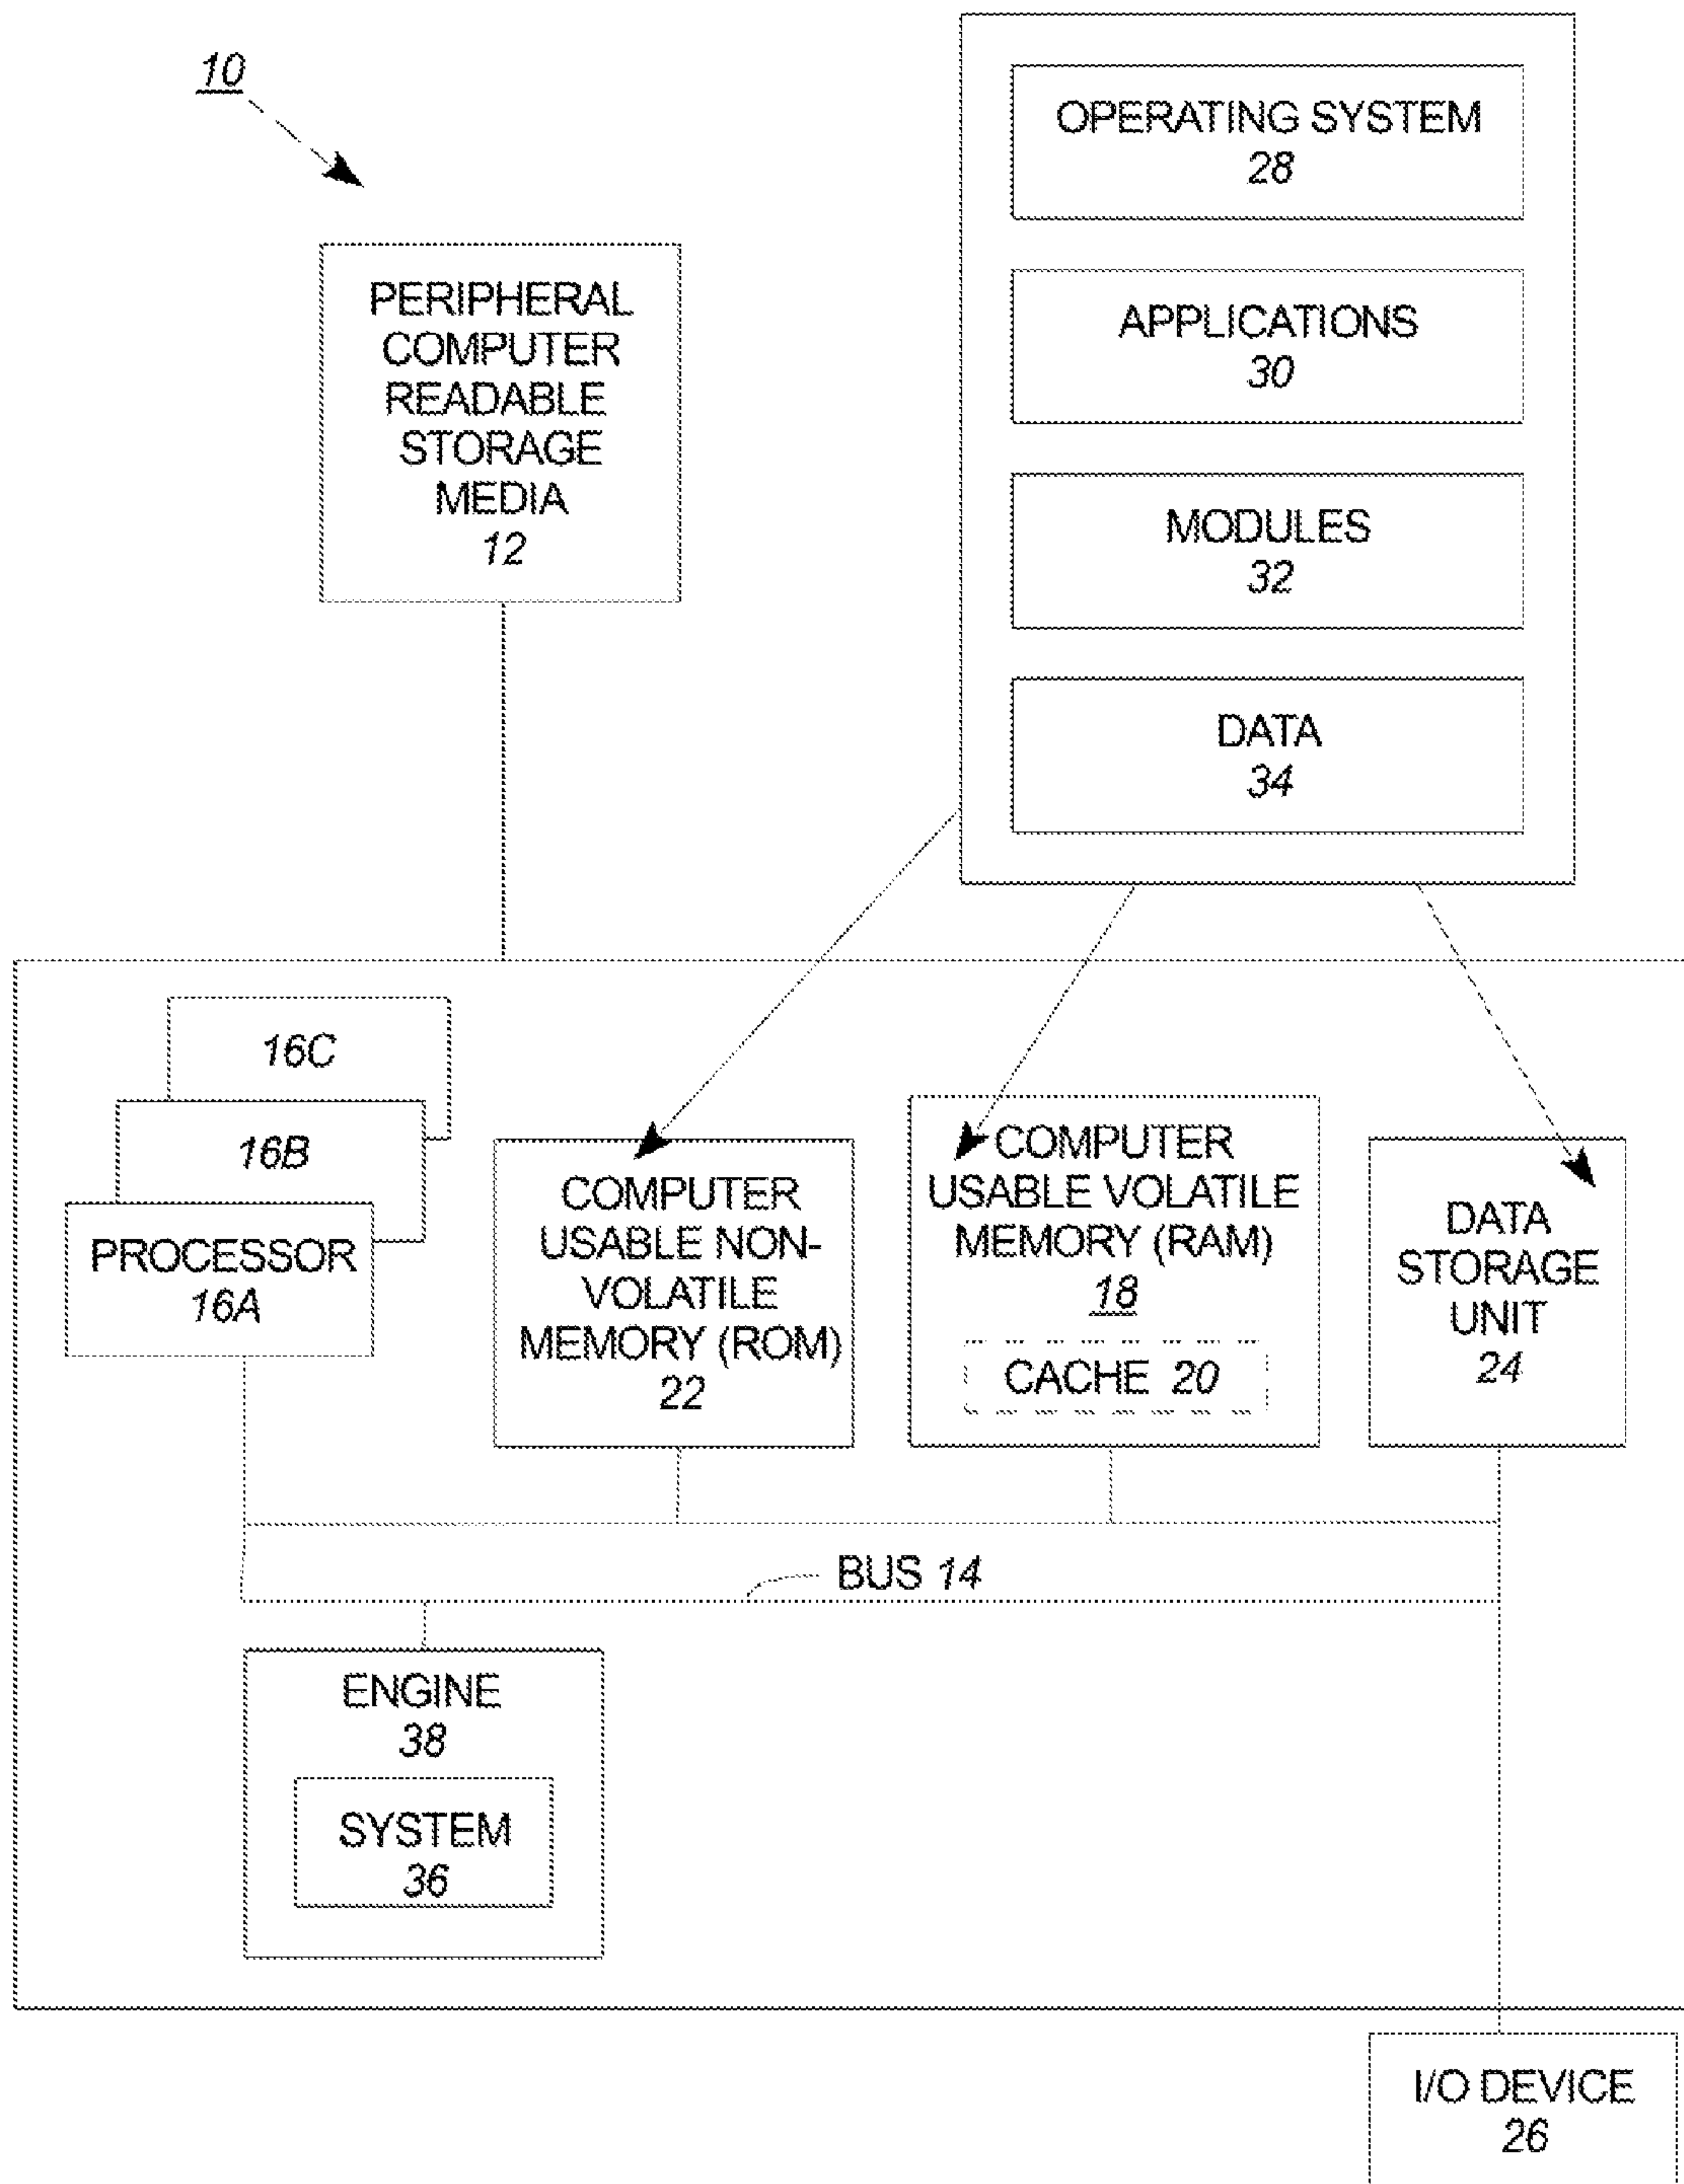 10
OPERATING SYSTEM
28
APPLICATIONS
30
MODULES
32
DATA
34
PERIPHERAL
COMPUTER
READABLE
STORAGE
MEDIA
12
16C
16B
PROCESSOR
16A
COMPUTER
USABLE NON-
VOLATILE
MEMORY (ROM)
22
COMPUTER
USABLE VOLATILE
MEMORY (RAM)
18
CACHE 20
DATA
STORAGE
UNIT
24
BUS 14
ENGINE
38
SYSTEM
36
I/O DEVICE
26